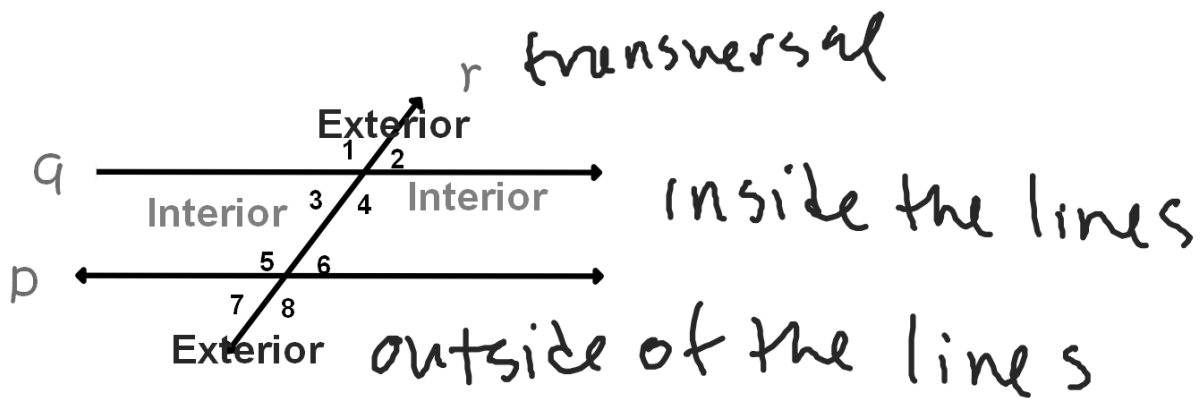 r transversal
Exterior
1 2
q
Interior 3 4 Interior inside the lines
5 6
p
7 8
Exterior outside of the lines